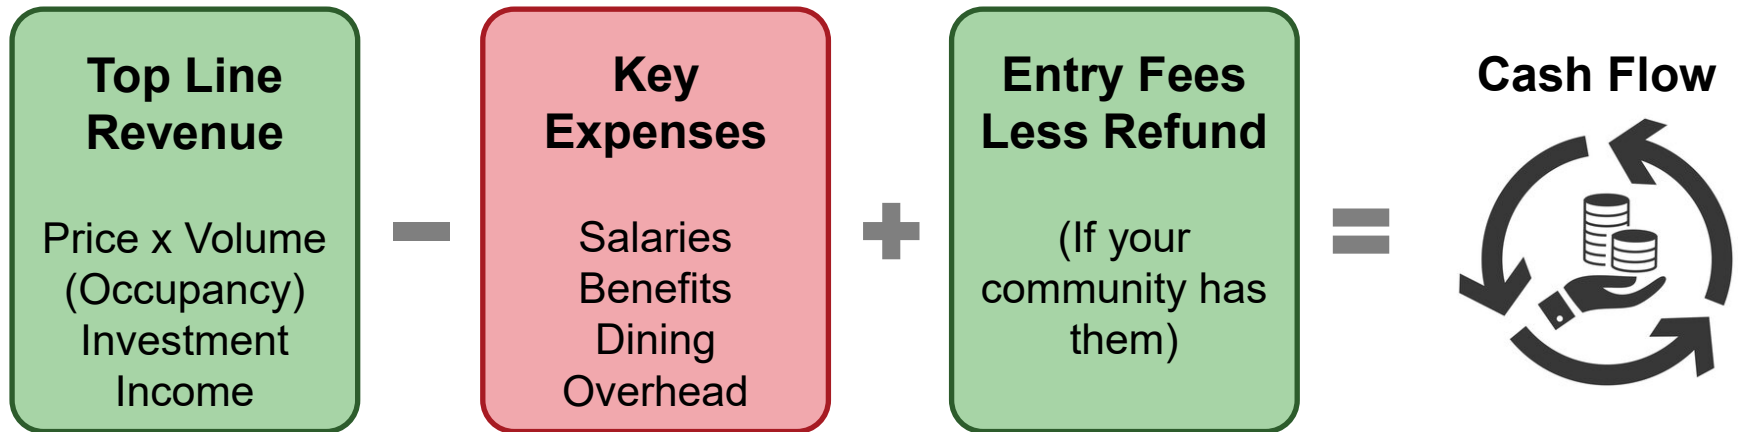 Top Line
Revenue
Price x Volume
(Occupancy)
Investment
Income
Key
Expenses
Salaries
Benefits
Dining
Overhead
Entry Fees
Less Refund
(If your
community has
them)
Cash Flow